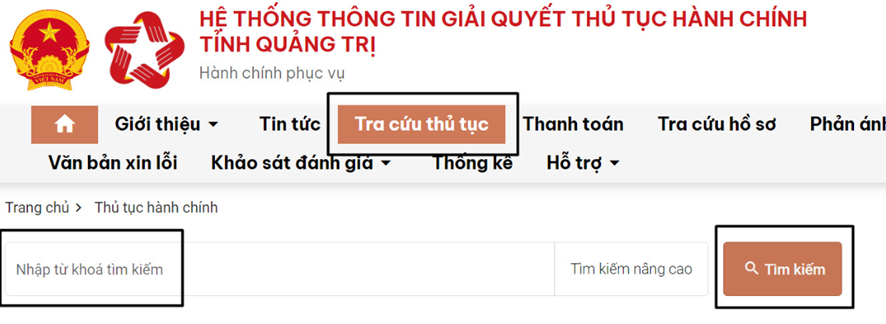 HỆ THỐNG THÔNG TIN GIẢI QUYẾT THỦ TỤC HÀNH CHÍNH
TỈNH QUẢNG TRỊ
Hành chính phục vụ
VIỆT NAM
Giới thiệu Tin tức Tra cứu thủ tục Thanh toán Tra cứu hồ sơ Phản ánh
Văn bản xin lỗi Khảo sát đánh giá Thống kê Hỗ trợ
Trang chủ > Thủ tục hành chính
Nhập từ khoá tìm kiếm Tìm kiếm nâng cao Tìm kiếm